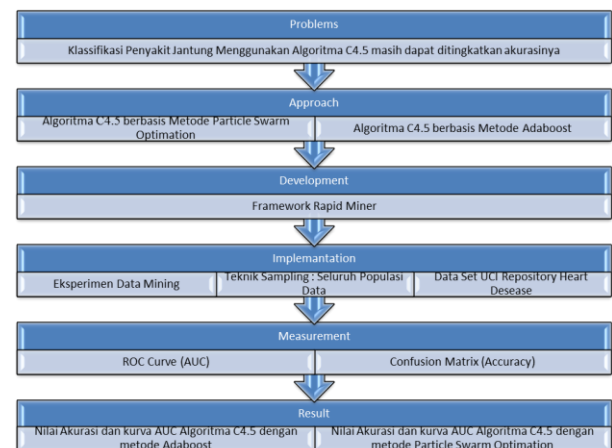 Problems
Klassifikasi Penyakit Jantung Menggunakan Algoritma C4.5 masih dapat ditingkatkan akurasinya
Approach
Algoritma C4.5 berbasis Metode Particle Swarm
Optimation
Algoritma C4.5 berbasis Metode Adaboost
Development
Framework Rapid Miner
Implemantation
Eksperimen Data Mining
Teknik Sampling : Seluruh Populasi
Data
Data Set UCI Repository Heart
Desease
Measurement
ROC Curve (AUC)
Confusion Matrix (Accuracy)
Result
Nilai Akurasi dan kurva AUC Algoritma C4.5 dengan
metode Adaboost
Nilai Akurasi dan kurva AUC Algoritma C4.5 dengan
metode Particle Swarm Optimation